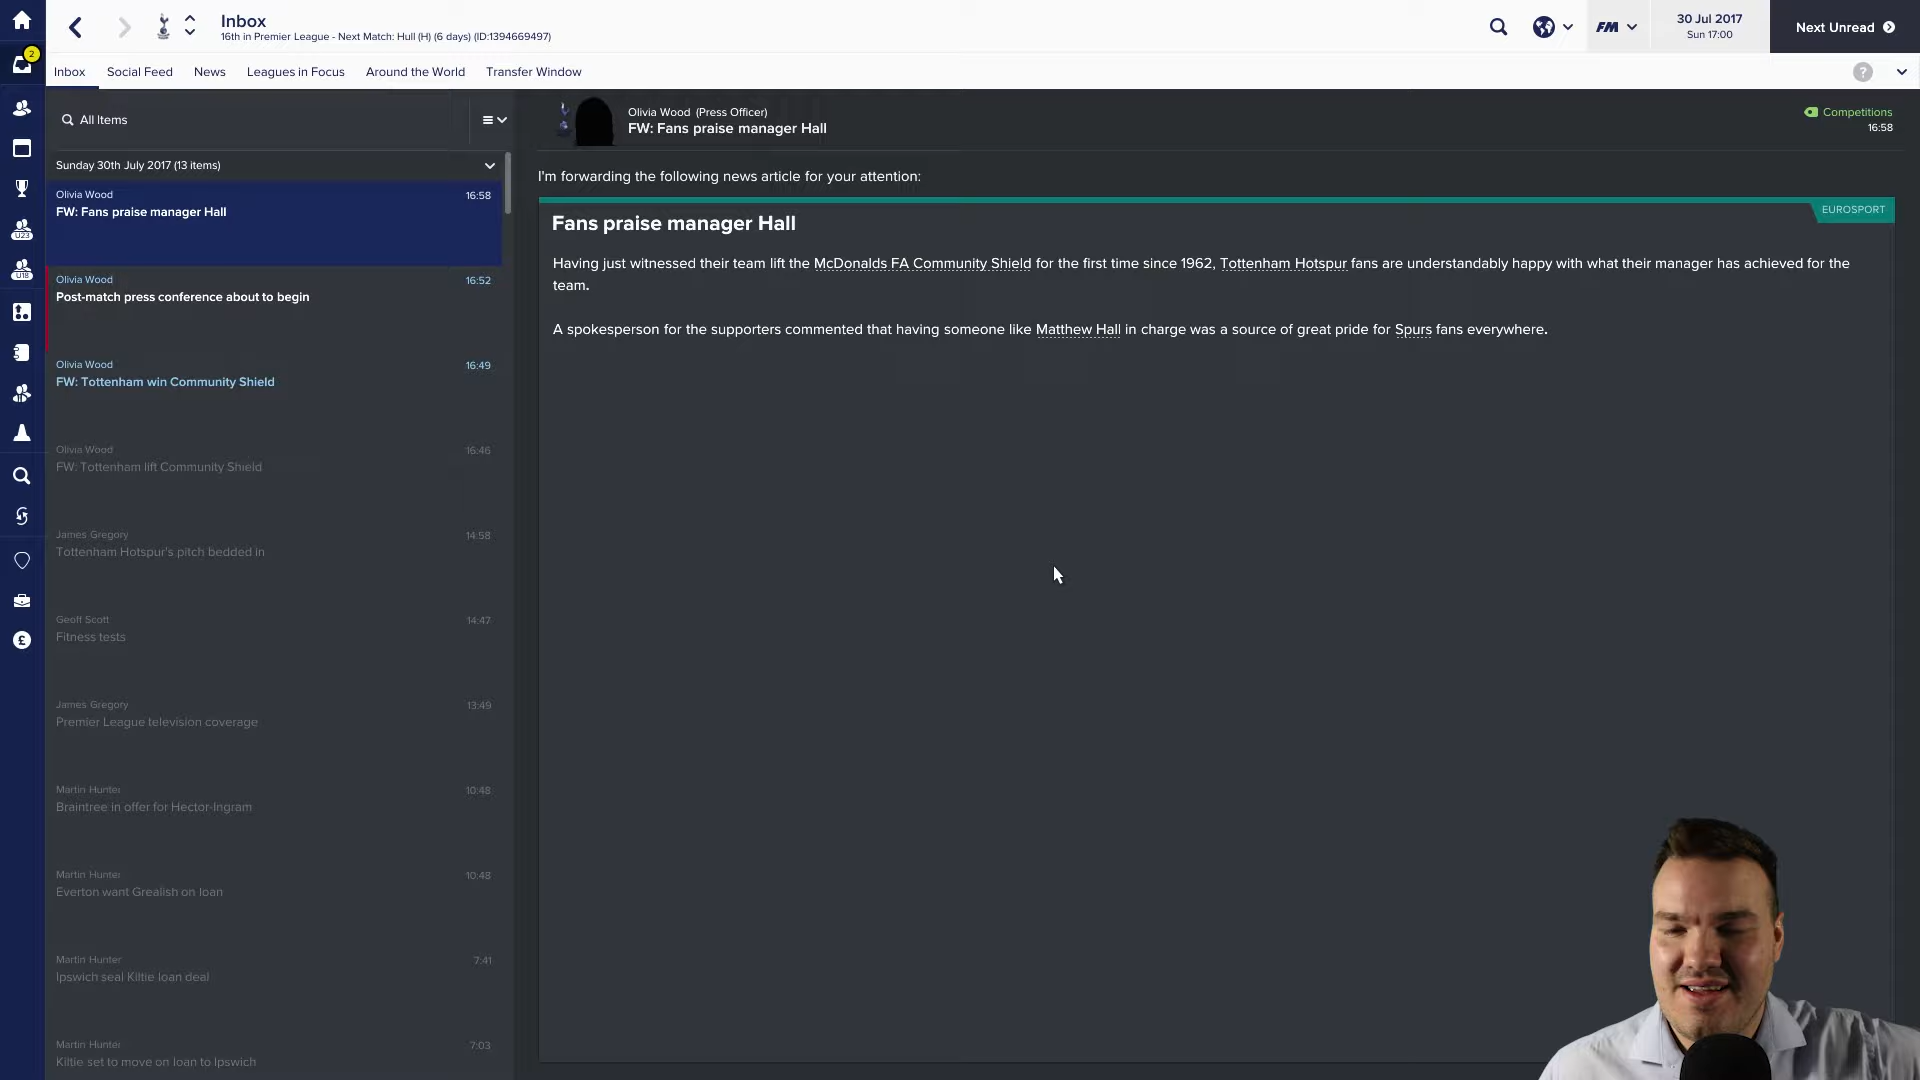 Inbox
16th in Premier League - Next Match: Hull (H) (6 days) (ID:1394669497)
FM
30 Jul 2017
Sun 17:00
Next Unread
2
Inbox
Social Feed
News
Leagues in Focus
Around the World
Transfer Window
?
All Items
Sunday 30th July 2017 (13 items)
Olivia Wood
16:58
FW: Fans praise manager Hall
Olivia Wood
16:52
Post-match press conference about to begin
Olivia Wood
16:49
FW: Tottenham win Community Shield
Olivia Wood
16:46
FW: Tottenham lift Community Shield
James Gregory
14:58
Tottenham Hotspur's pitch bedded in
Geoff Scott
14:47
Fitness tests
James Gregory
13:49
Premier League television coverage
Martin Hunter
10:48
Braintree in offer for Hector-Ingram
Martin Hunter
10:48
Everton want Grealish on loan
Martin Hunter
7:41
Ipswich seal Kiltie loan deal
Martin Hunter
7:03
Kiltie set to move on loan to Ipswich
U23
U18
£
Olivia Wood (Press Officer)
FW: Fans praise manager Hall
Competitions
16:58
I'm forwarding the following news article for your attention:
EUROSPORT
Fans praise manager Hall
Having just witnessed their team lift the McDonalds FA Community Shield for the first time since 1962, Tottenham Hotspur fans are understandably happy with what their manager has achieved for the
team.
A spokesperson for the supporters commented that having someone like Matthew Hall in charge was a source of great pride for Spurs fans everywhere.